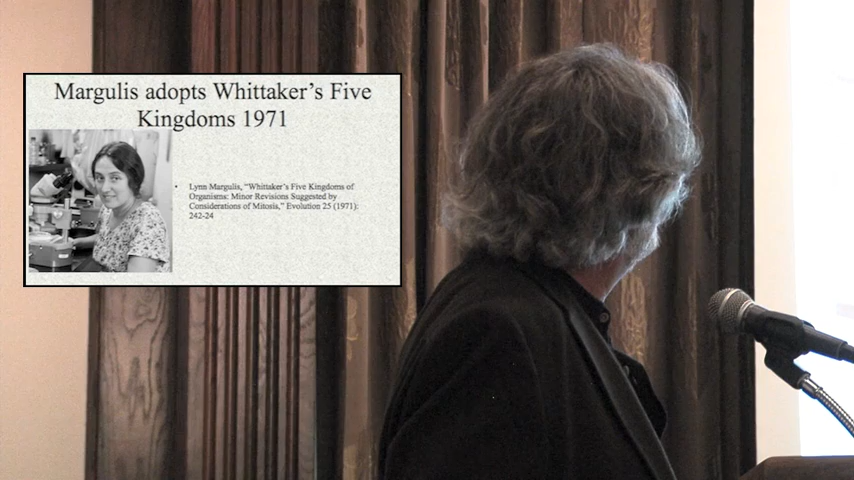 Margulis adopts Whittaker's Five
Kingdoms 1971
• Lynn Margulis, "Whittaker's Five Kingdoms of
Organisms: Minor Revisions Suggested by
Considerations of Mitosis," Evolution 25 (1971):
242-24